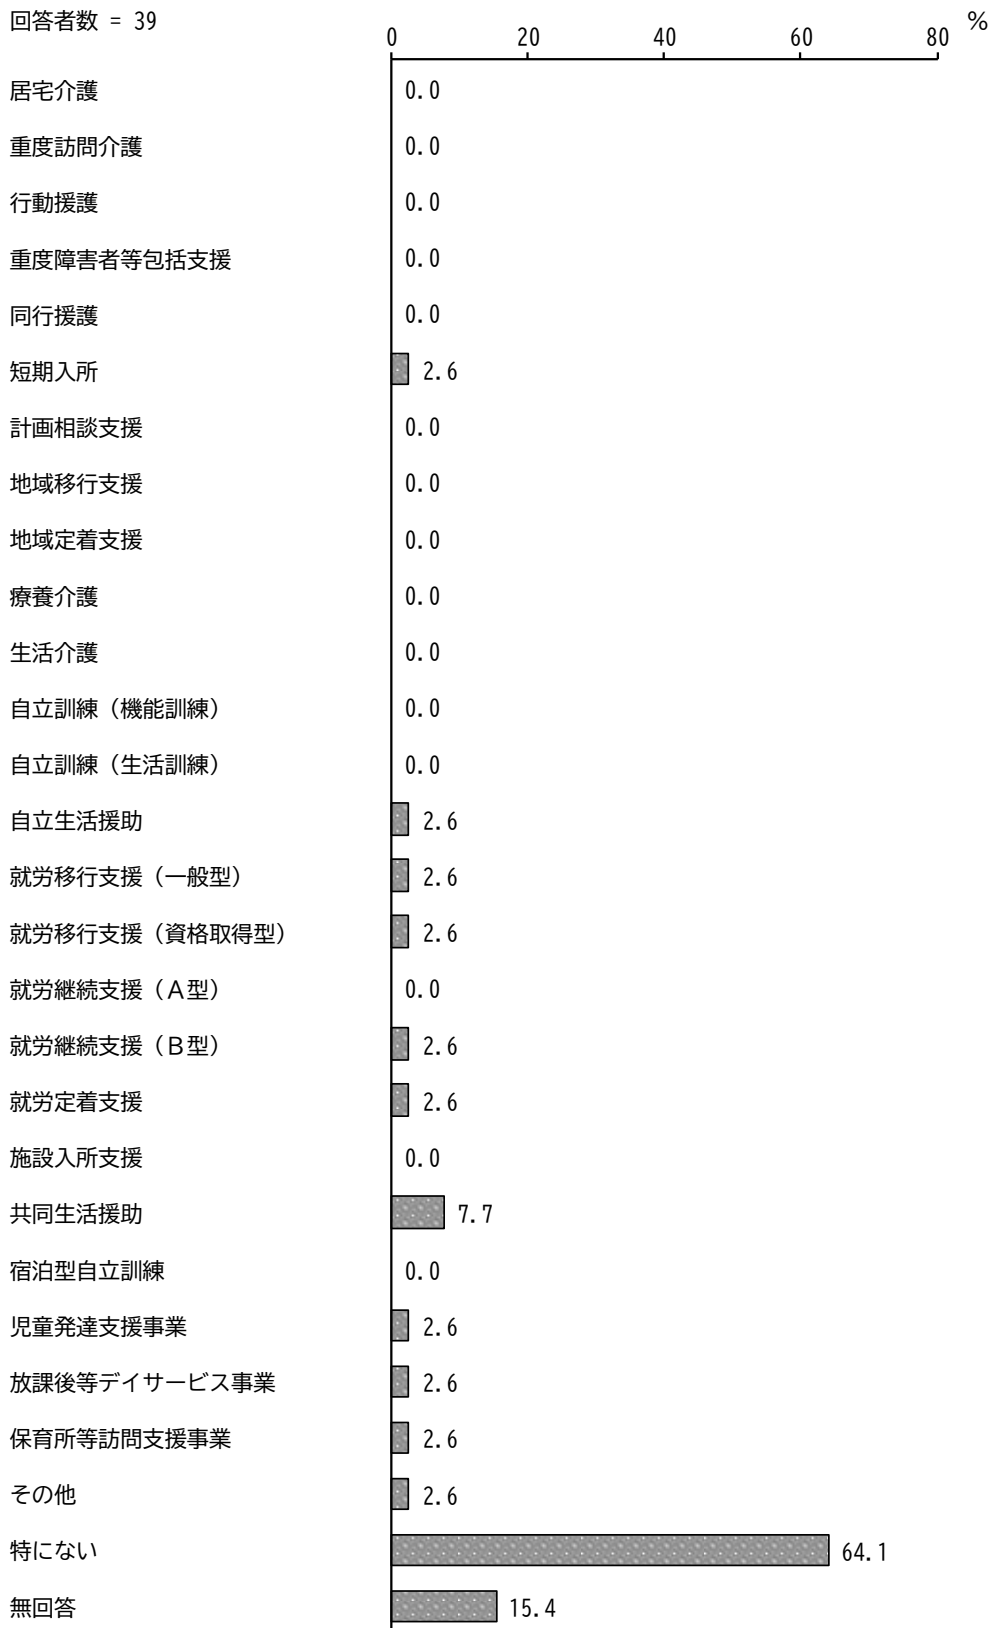 回答者数 = 39
0 20 40 60 80 %
居宅介護 0.0
重度訪問介護 0.0
行動援護 0.0
重度障害者等包括支援 0.0
同行援護 0.0
短期入所 2.6
計画相談支援 0.0
地域移行支援 0.0
地域定着支援 0.0
療養介護 0.0
生活介護 0.0
自立訓練（機能訓練） 0.0
自立訓練（生活訓練） 0.0
自立生活援助 2.6
就労移行支援（一般型） 2.6
就労移行支援（資格取得型） 2.6
就労継続支援（Ａ型） 0.0
就労継続支援（Ｂ型） 2.6
就労定着支援 2.6
施設入所支援 0.0
共同生活援助 7.7
宿泊型自立訓練 0.0
児童発達支援事業 2.6
放課後等デイサービス事業 2.6
保育所等訪問支援事業 2.6
その他 2.6
特にない 64.1
無回答 15.4